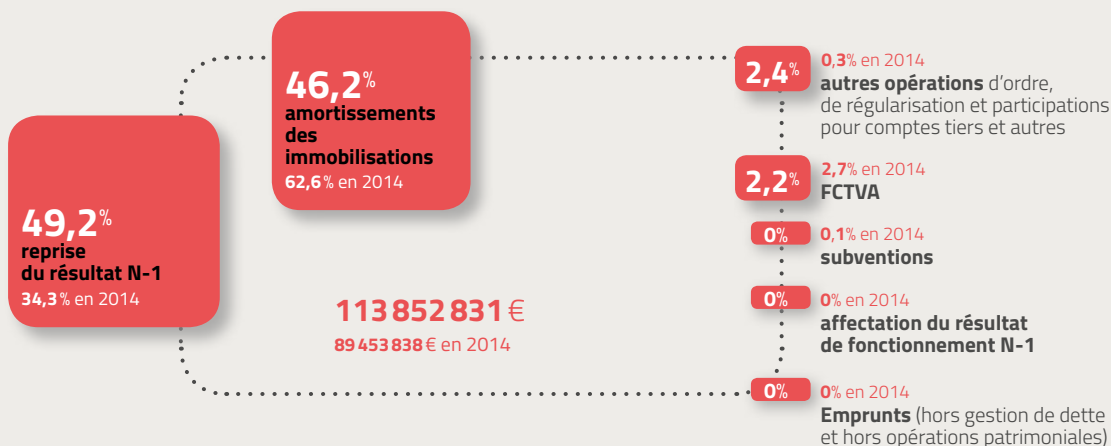 49,2%
reprise
du résultat N-1
34,3% en 2014
46,2%
amortissements
des
immobilisations
62,6% en 2014
113 852 831 €
89 453 838 € en 2014
2,4%
0,3% en 2014
autres opérations d'ordre,
de régularisation et participations
pour comptes tiers et autres
2,2%
2,7% en 2014
FCTVA
0%
0,1% en 2014
subventions
0%
0% en 2014
affectation du résultat
de fonctionnement N-1
0%
0% en 2014
Emprunts (hors gestion de dette
et hors opérations patrimoniales)